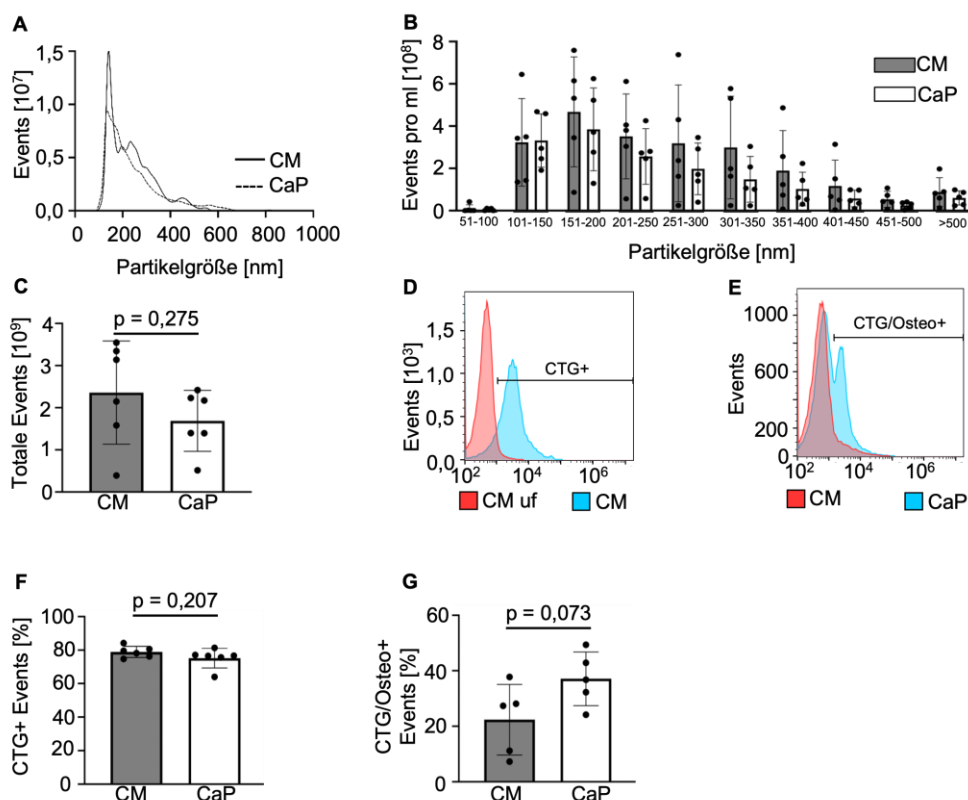 A
Events [10⁷]
1,5
1,0
0,5
0,0
0
200
400
600
800
1000
Partikelgröße [nm]
CM
CaP
B
Events pro ml [10⁸]
8
6
4
2
0
51-100
101-150
151-200
201-250
251-300
301-350
351-400
401-450
451-500
>500
Partikelgröße [nm]
CM
CaP
C
Totale Events [10⁹]
4
3
2
1
0
p = 0,275
CM
CaP
D
Events [10³]
1,5
1,0
0,5
0,0
CTG+
10²
10⁴
10⁶
CM uf
CM
E
Events
1000
800
600
400
200
0
CTG/Osteo+
10²
10⁴
10⁶
CM
CaP
F
CTG+ Events [%]
100
80
60
40
20
0
p = 0,207
CM
CaP
G
CTG/Osteo+
Events [%]
60
40
20
0
p = 0,073
CM
CaP